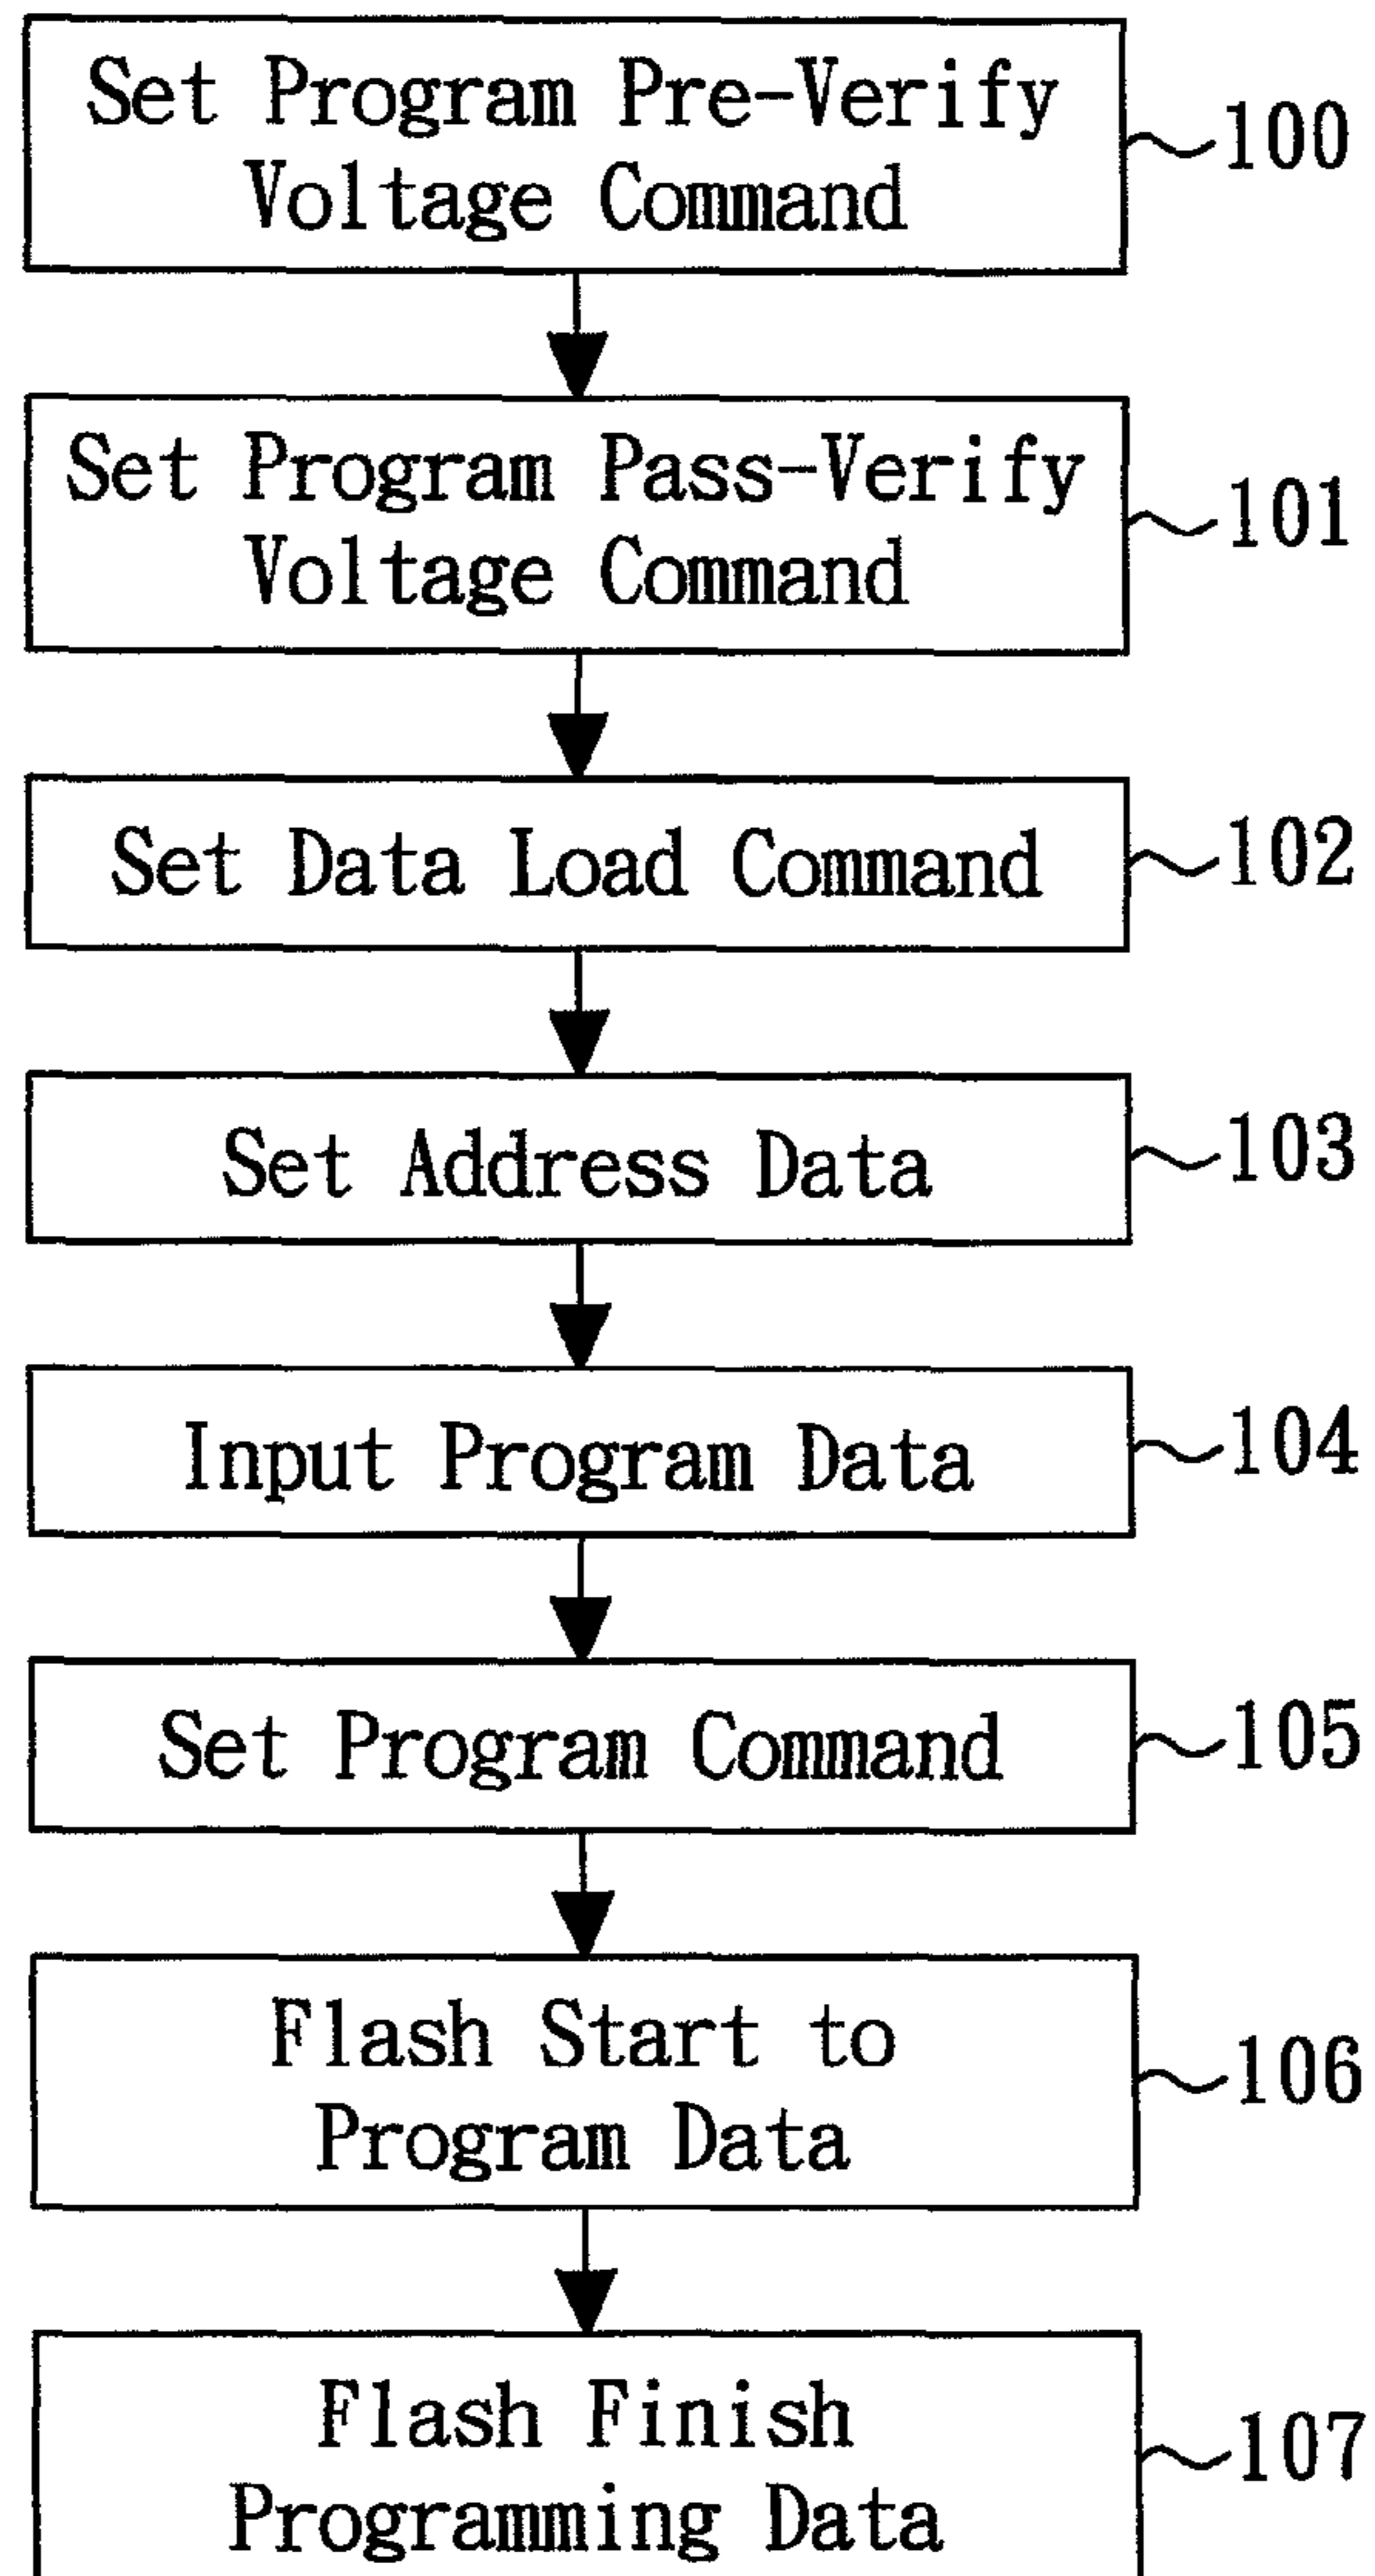 Set Program Pre-Verify
Voltage Command
100
Set Program Pass-Verify
Voltage Command
101
Set Data Load Command
102
Set Address Data
103
Input Program Data
104
Set Program Command
105
Flash Start to
Program Data
106
Flash Finish
Programming Data
107